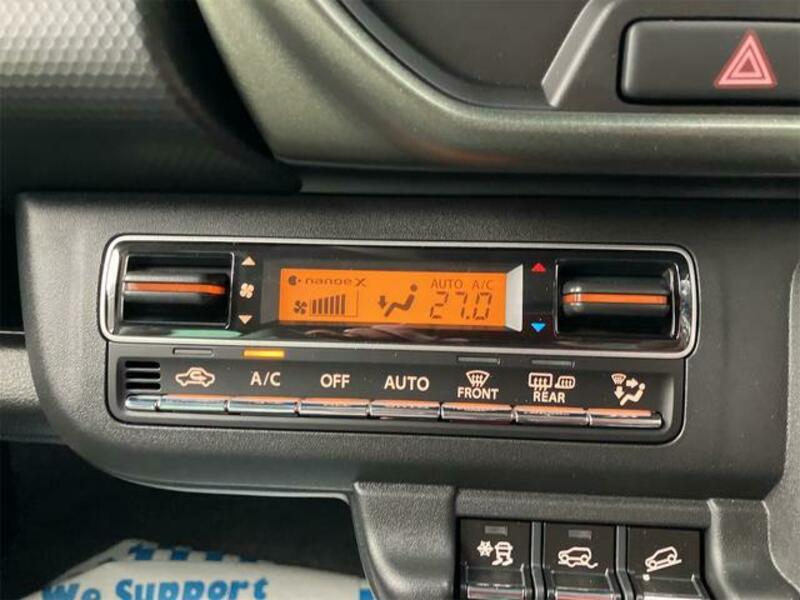 nanoe X
AUTO A/C
27.0
A/C OFF AUTO FRONT REAR
We Support